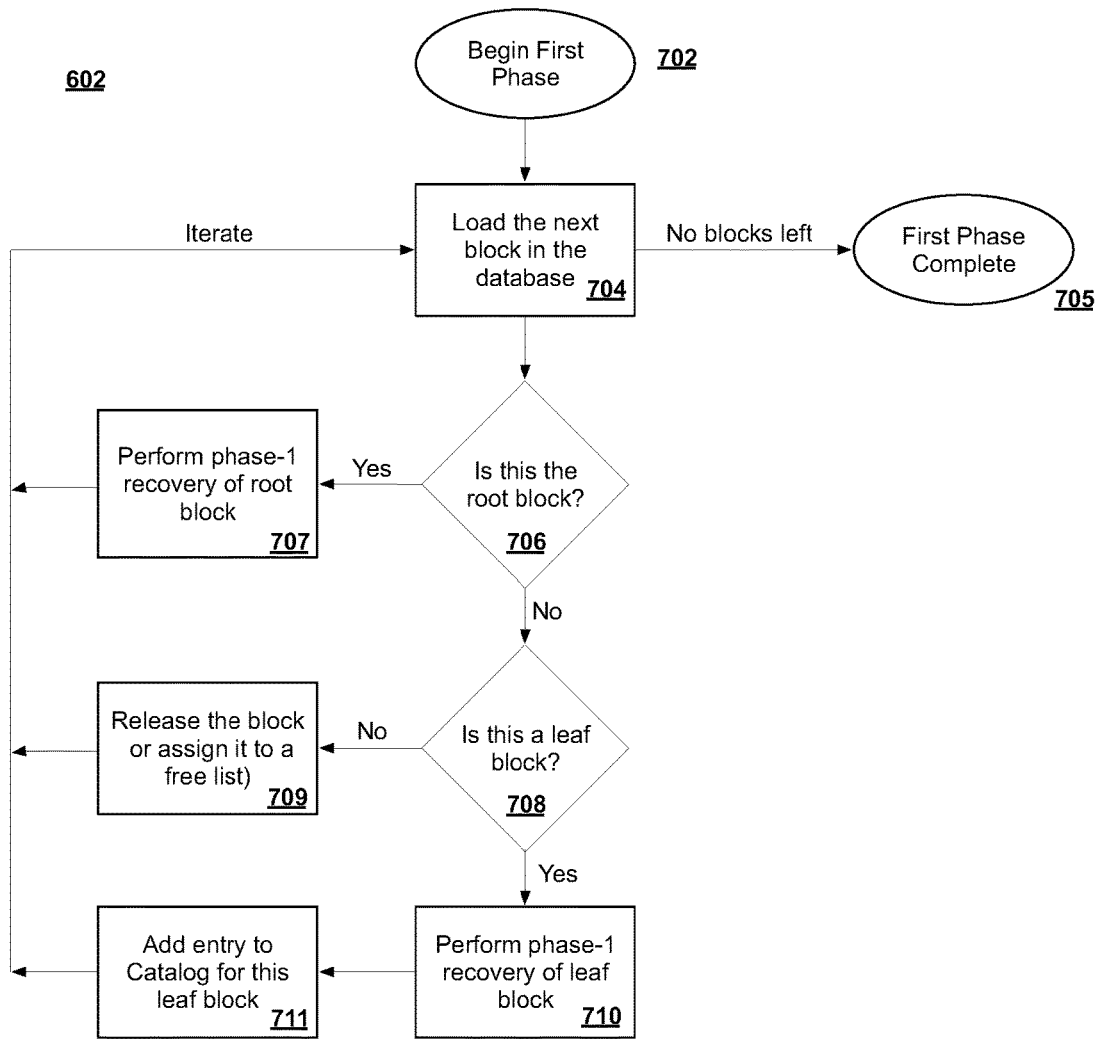 Begin First
Phase
702
602
Load the next
block in the
database
704
Iterate
No blocks left
First Phase
Complete
705
Perform phase-1
recovery of root
block
707
Yes
Is this the
root block?
706
No
Release the block
or assign it to a
free list)
709
No
Is this a leaf
block?
708
Yes
Add entry to
Catalog for this
leaf block
711
Perform phase-1
recovery of leaf
block
710